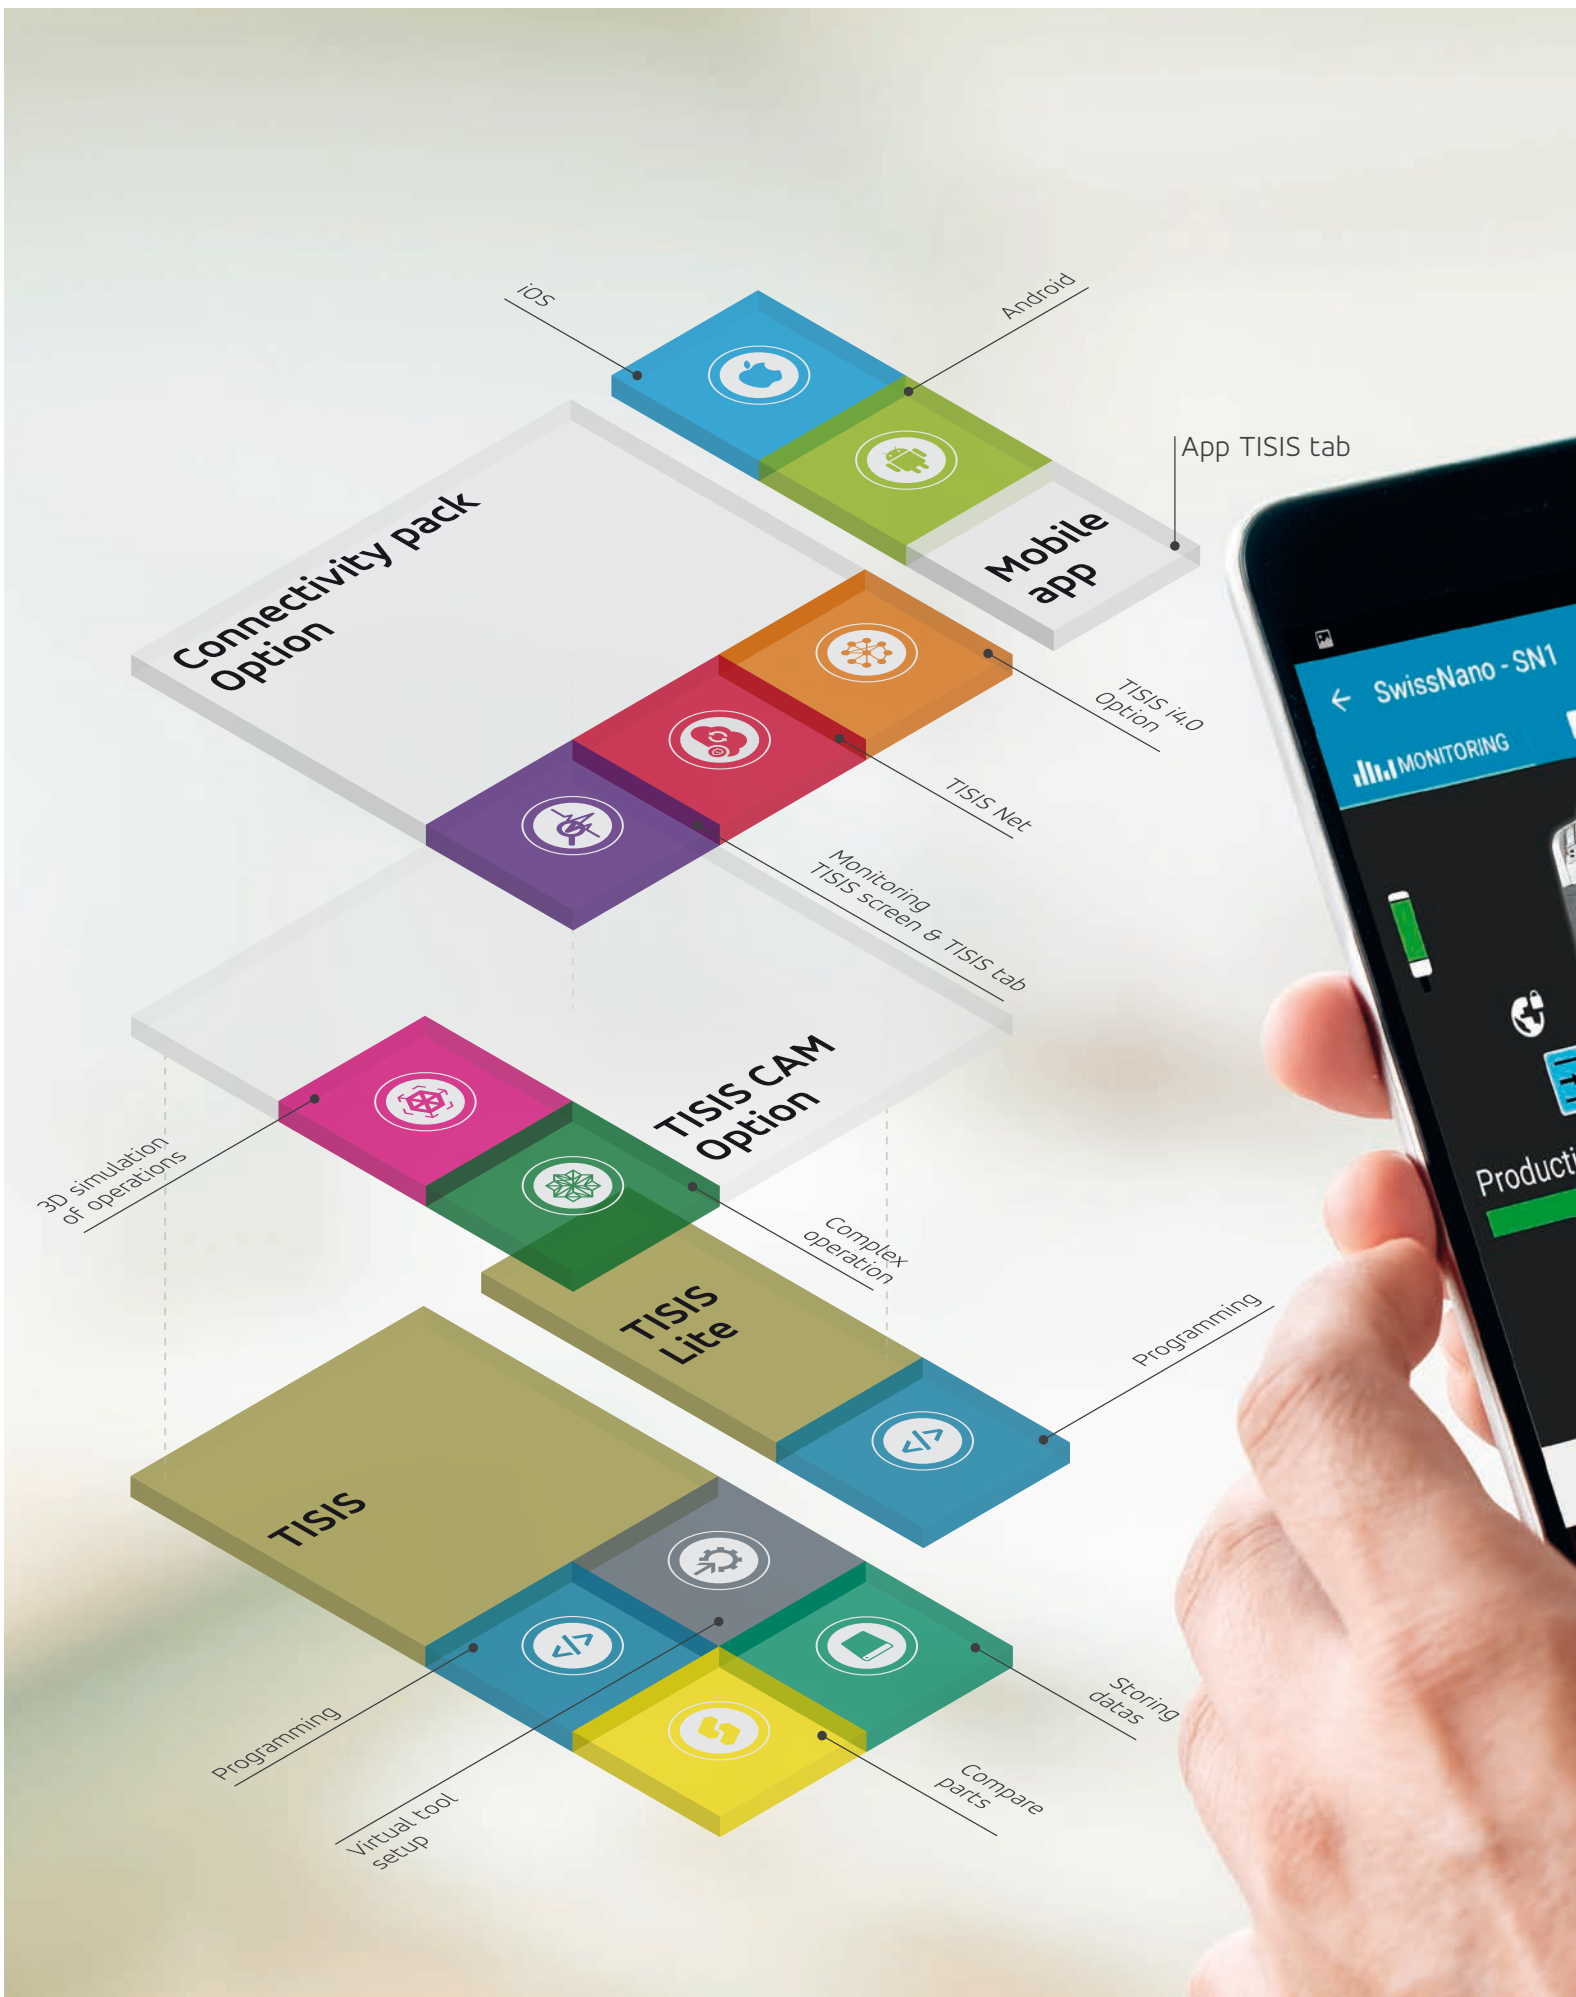 iOS
Android
App TISIS tab
Mobile
app
Connectivity pack
Option
TISIS i4.0
Option
TISIS Net
Monitoring
TISIS screen & TISIS tab
SwissNano - SN1
MONITORING
TISIS CAM
Option
3D simulation
of operations
Complex
operation
TISIS
Lite
Programming
TISIS
Programming
Virtual tool
setup
Storing
datas
Compare
parts